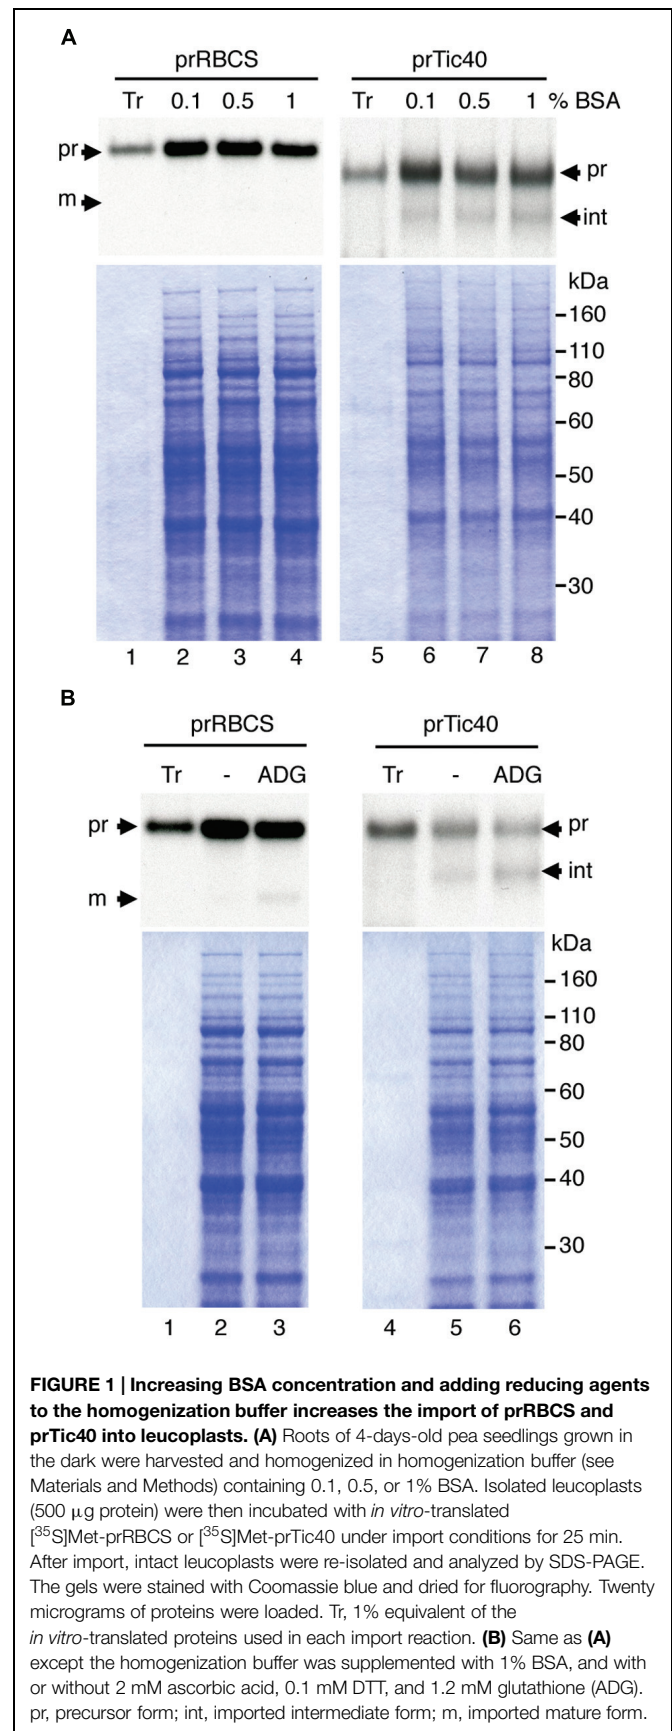 A
prRBCS prTic40
Tr 0.1 0.5 1 Tr 0.1 0.5 1 % BSA
pr pr
m int
kDa
160
110
80
60
50
40
30
1 2 3 4 5 6 7 8
B
prRBCS prTic40
Tr - ADG Tr - ADG
pr pr
m int
kDa
160
110
80
60
50
40
30
1 2 3 4 5 6
FIGURE 1 | Increasing BSA concentration and adding reducing agents
to the homogenization buffer increases the import of prRBCS and
prTic40 into leucoplasts. (A) Roots of 4-days-old pea seedlings grown in
the dark were harvested and homogenized in homogenization buffer (see
Materials and Methods) containing 0.1, 0.5, or 1% BSA. Isolated leucoplasts
(500 μg protein) were then incubated with in vitro-translated
[³⁵S]Met-prRBCS or [³⁵S]Met-prTic40 under import conditions for 25 min.
After import, intact leucoplasts were re-isolated and analyzed by SDS-PAGE.
The gels were stained with Coomassie blue and dried for fluorography. Twenty
micrograms of proteins were loaded. Tr, 1% equivalent of the
in vitro-translated proteins used in each import reaction. (B) Same as (A)
except the homogenization buffer was supplemented with 1% BSA, and with
or without 2 mM ascorbic acid, 0.1 mM DTT, and 1.2 mM glutathione (ADG).
pr, precursor form; int, imported intermediate form; m, imported mature form.